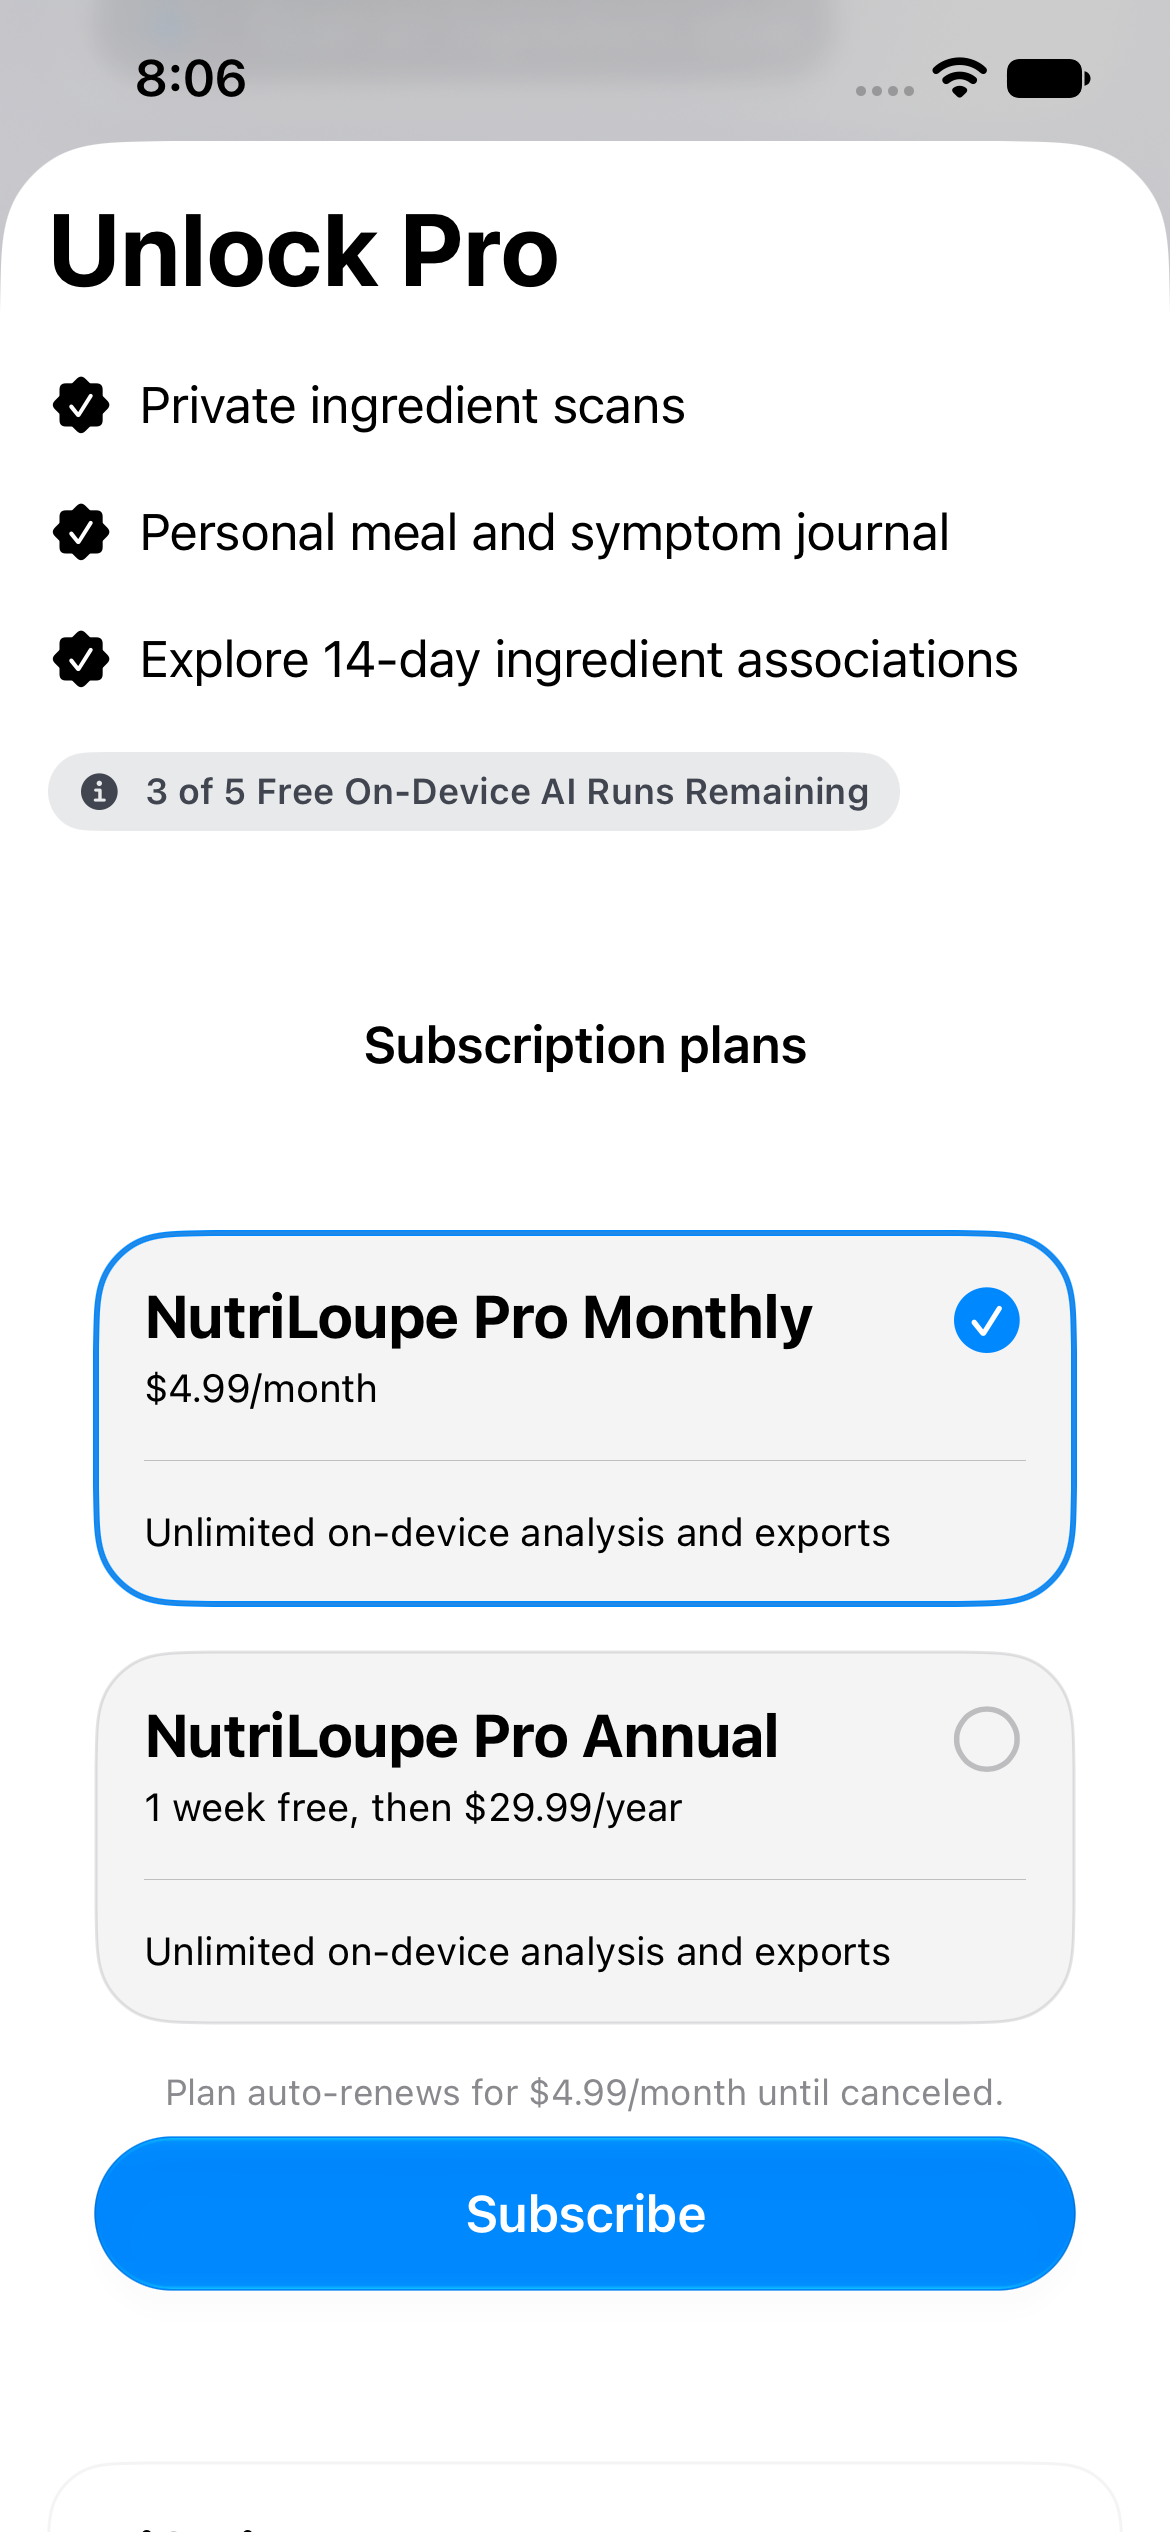 8:06
Unlock Pro
Private ingredient scans
Personal meal and symptom journal
Explore 14-day ingredient associations
3 of 5 Free On-Device AI Runs Remaining
Subscription plans
NutriLoupe Pro Monthly
$4.99/month
Unlimited on-device analysis and exports
NutriLoupe Pro Annual
1 week free, then $29.99/year
Unlimited on-device analysis and exports
Plan auto-renews for $4.99/month until canceled.
Subscribe